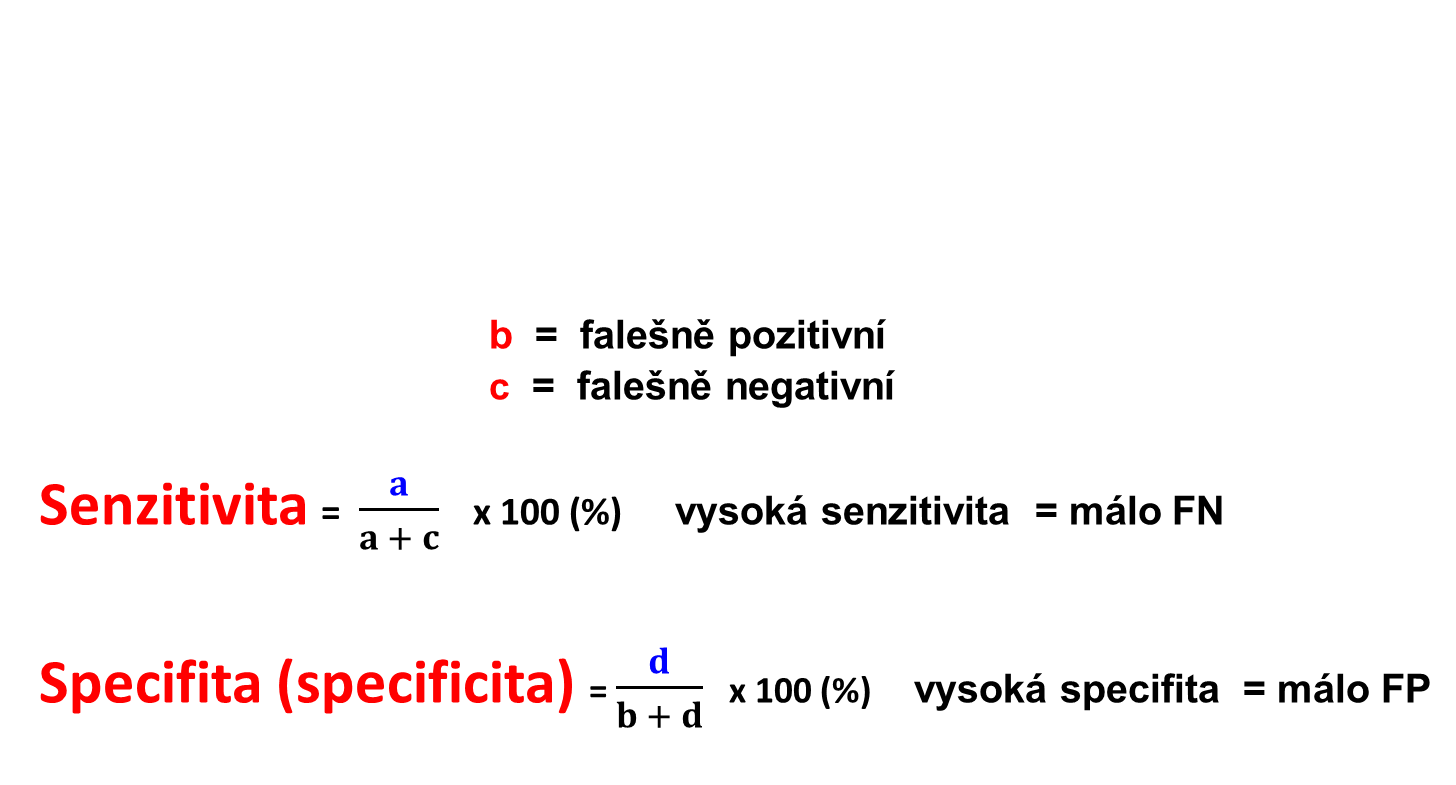 b = falešně pozitivní
c = falešně negativní
Senzitivita = a / a + c x 100 (%) vysoká senzitivita = málo FN
Specifita (specificita) = d / b + d x 100 (%) vysoká specifita = málo FP